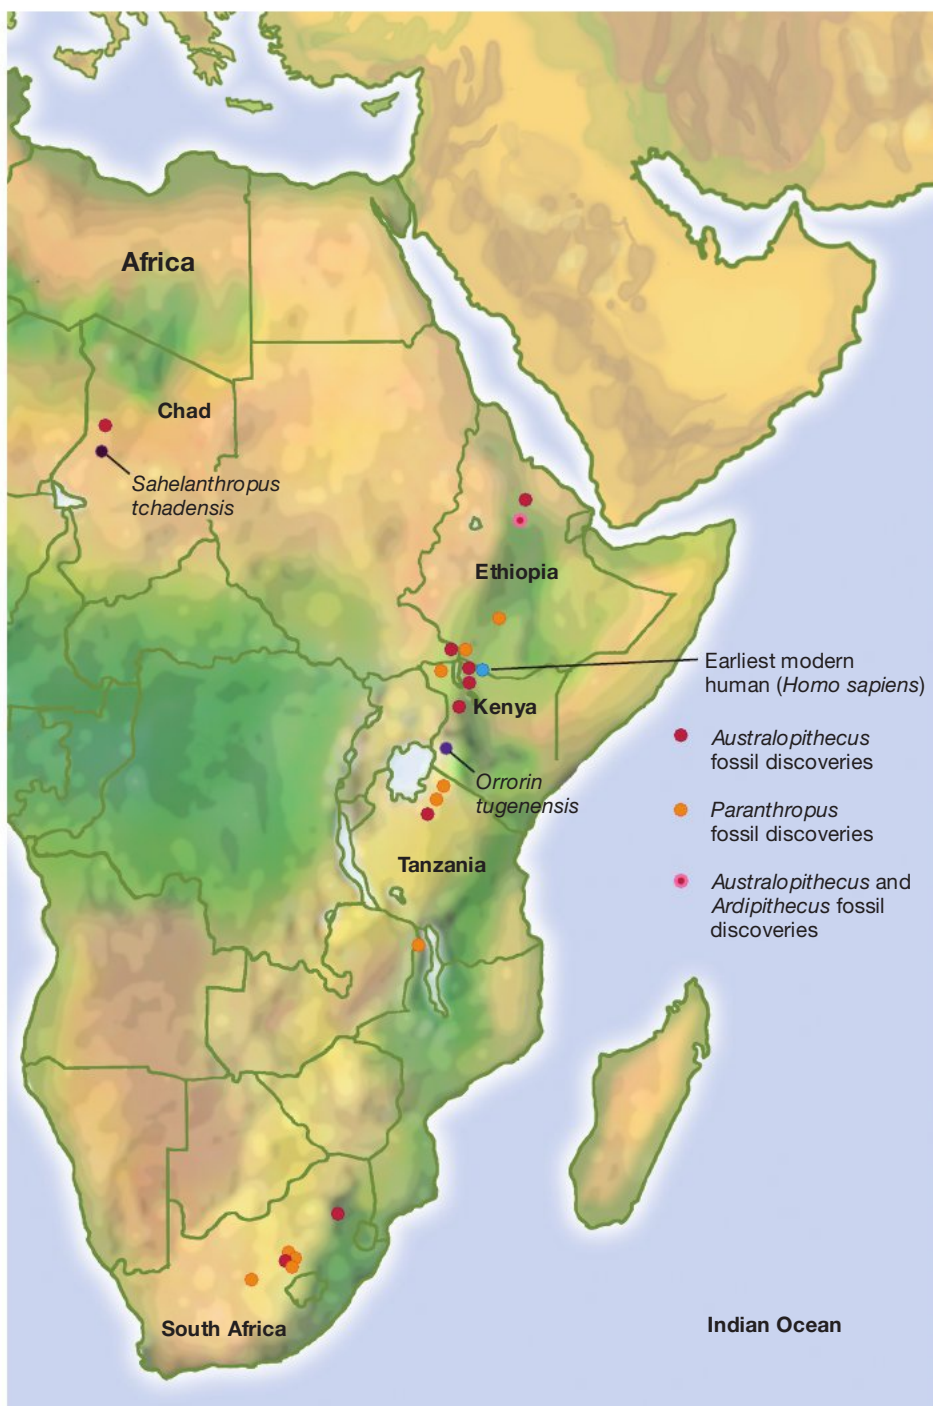 Africa
Chad
Sahelanthropus
tchadensis
Ethiopia
Earliest modern
human (Homo sapiens)
Kenya
Australopithecus
fossil discoveries
Orrorin
tugenensis
Paranthropus
fossil discoveries
Tanzania
Australopithecus and
Ardipithecus fossil
discoveries
South Africa
Indian Ocean